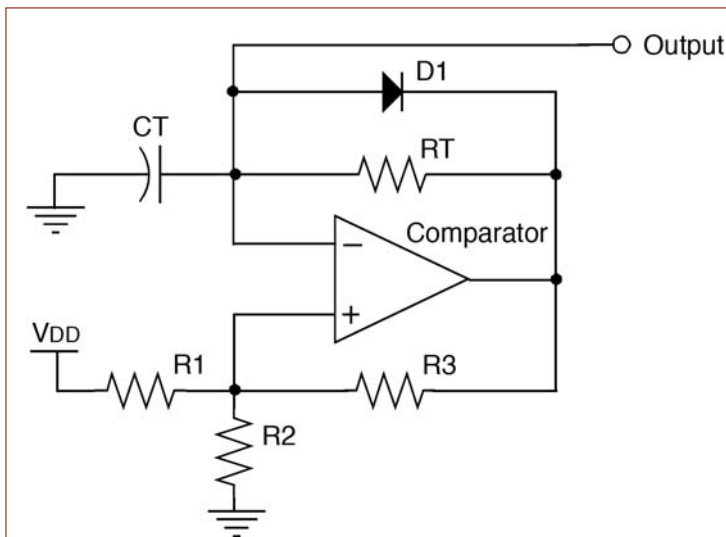 Output
D1
CT
RT
Comparator
−
+
VDD
R1
R3
R2